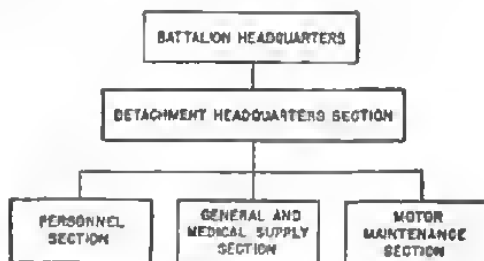 BATTALION HEADQUARTERS
DETACHMENT HEADQUARTERS SECTION
PERSONNEL
SECTION
GENERAL AND
MEDICAL SUPPLY
SECTION
MOTOR
MAINTENANCE
SECTION